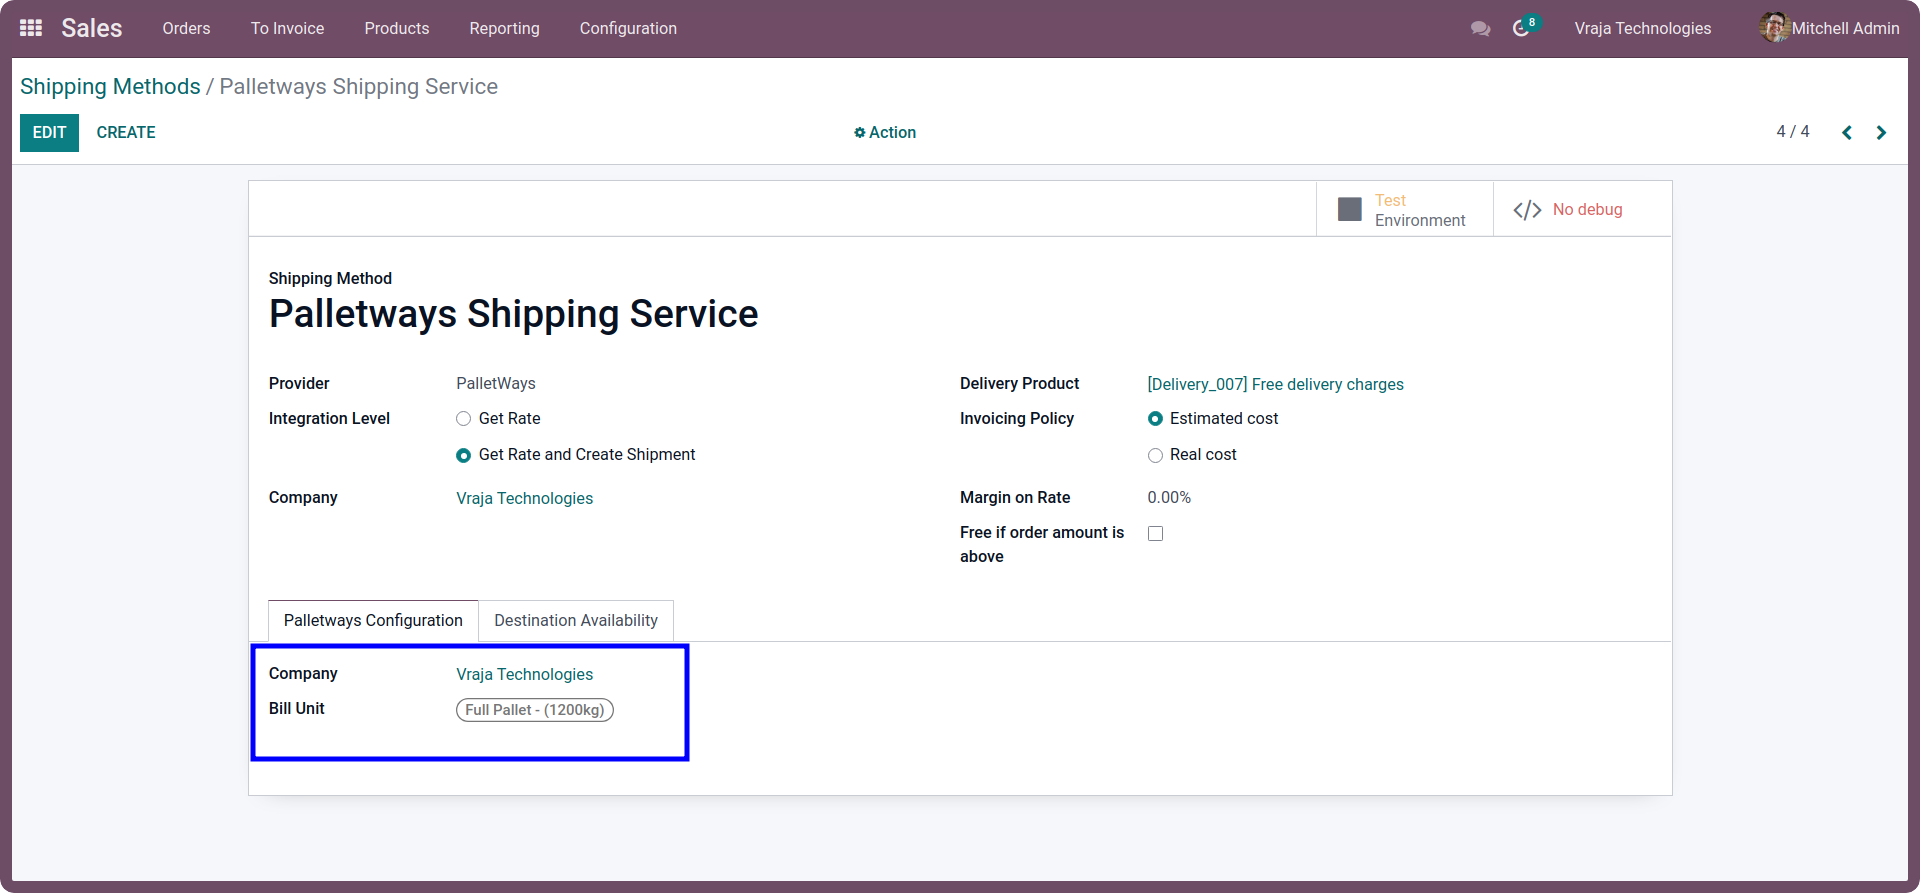 Sales Orders To Invoice Products Reporting Configuration 8 Vraja Technologies Mitchell Admin
Shipping Methods / Palletways Shipping Service
EDIT CREATE Action 4 / 4
Test
Environment
No debug
Shipping Method
Palletways Shipping Service
Provider PalletWays
Integration Level Get Rate
Get Rate and Create Shipment
Company Vraja Technologies
Delivery Product [Delivery_007] Free delivery charges
Invoicing Policy Estimated cost
Real cost
Margin on Rate 0.00%
Free if order amount is
above
Palletways Configuration Destination Availability
Company Vraja Technologies
Bill Unit Full Pallet - (1200kg)